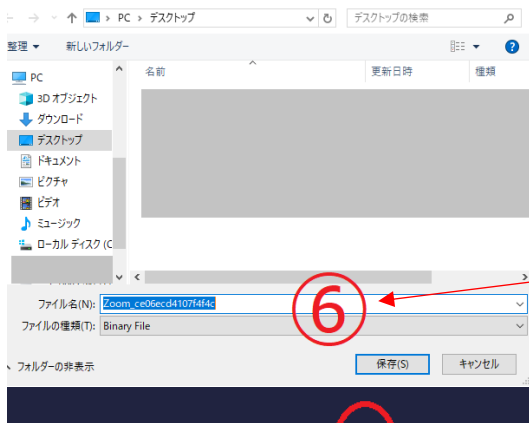 PC › デスクトップ
デスクトップの検索
整理 ▼ 新しいフォルダー
名前 更新日時 種類
PC
3D オブジェクト
ダウンロード
デスクトップ
ドキュメント
ピクチャ
ビデオ
ミュージック
ローカル ディスク (C
ファイル名(N): Zoom_ce06ecd4107f4f4c
⑥
ファイルの種類(T): Binary File
フォルダーの非表示
保存(S) キャンセル